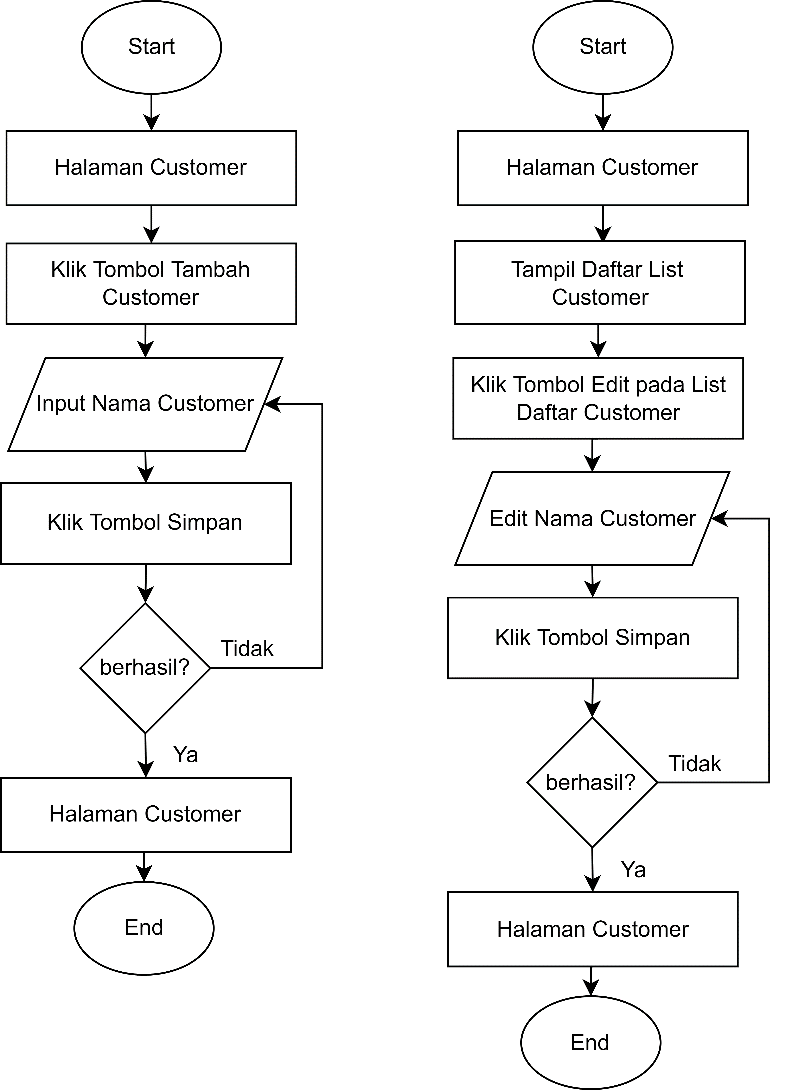 Start
Halaman Customer
Klik Tombol Tambah
Customer
Input Nama Customer
Klik Tombol Simpan
berhasil?
Tidak
Ya
Halaman Customer
End
Start
Halaman Customer
Tampil Daftar List
Customer
Klik Tombol Edit pada List
Daftar Customer
Edit Nama Customer
Klik Tombol Simpan
berhasil?
Tidak
Ya
Halaman Customer
End